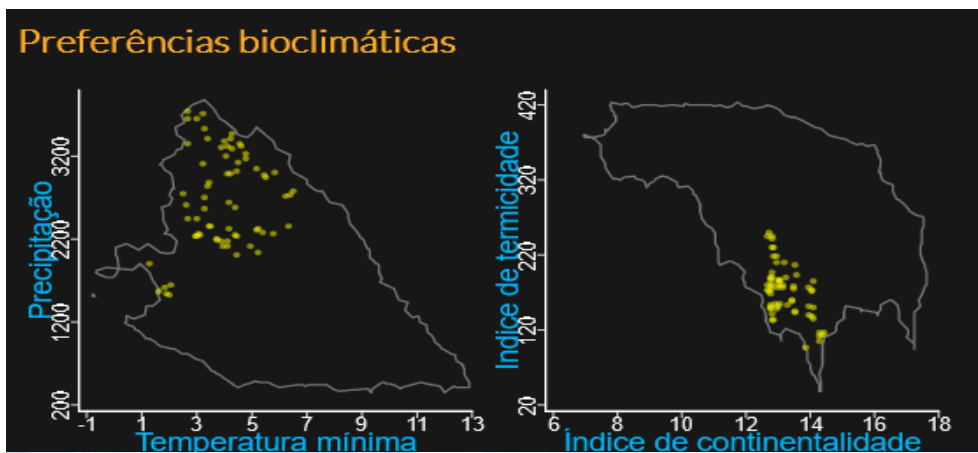 Preferências bioclimáticas
Precipitação
3200
2200
1200
200
-1 1 3 5 7 9 11 13
Temperatura mínima
Indice de termicidade
420
320
220
120
20
6 8 10 12 14 16 18
Índice de continentalidade